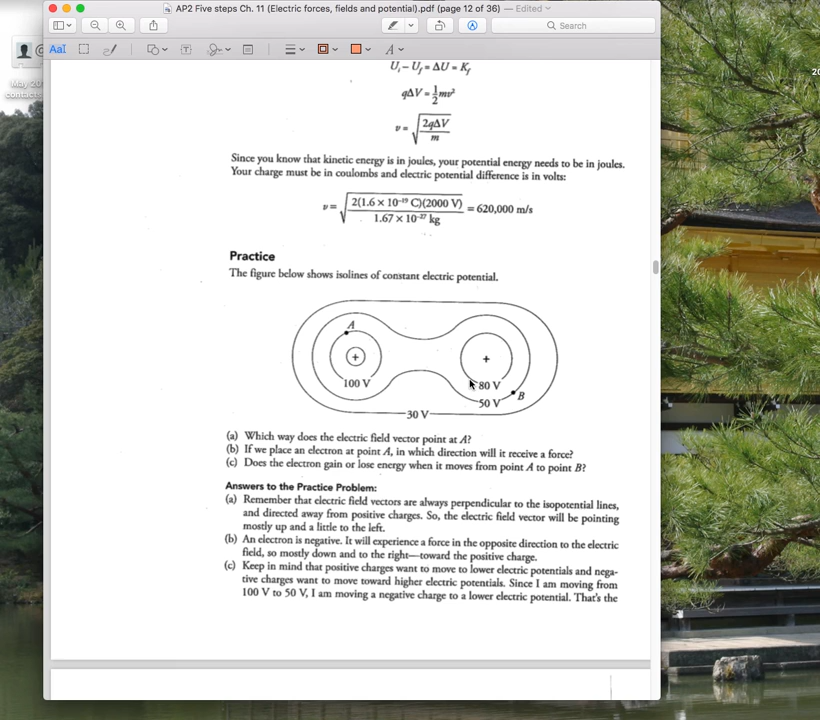 AP2 Five steps Ch. 11 (Electric forces, fields and potential).pdf (page 12 of 36) — Edited
Search
AaI
T
A
May 20
contacts
20
Uᵢ – U_f = ΔU = K_f
qΔV = ½mv²
v = √(2qΔV / m)
Since you know that kinetic energy is in joules, your potential energy needs to be in joules.
Your charge must be in coulombs and electric potential difference is in volts:
v = √(2(1.6 × 10⁻¹⁹ C)(2000 V) / 1.67 × 10⁻²⁷ kg) = 620,000 m/s
Practice
The figure below shows isolines of constant electric potential.
A
+
+
100 V
80 V
B
50 V
30 V
(a) Which way does the electric field vector point at A?
(b) If we place an electron at point A, in which direction will it receive a force?
(c) Does the electron gain or lose energy when it moves from point A to point B?
Answers to the Practice Problem:
(a) Remember that electric field vectors are always perpendicular to the isopotential lines,
and directed away from positive charges. So, the electric field vector will be pointing
mostly up and a little to the left.
(b) An electron is negative. It will experience a force in the opposite direction to the electric
field, so mostly down and to the right—toward the positive charge.
(c) Keep in mind that positive charges want to move to lower electric potentials and nega-
tive charges want to move toward higher electric potentials. Since I am moving from
100 V to 50 V, I am moving a negative charge to a lower electric potential. That's the